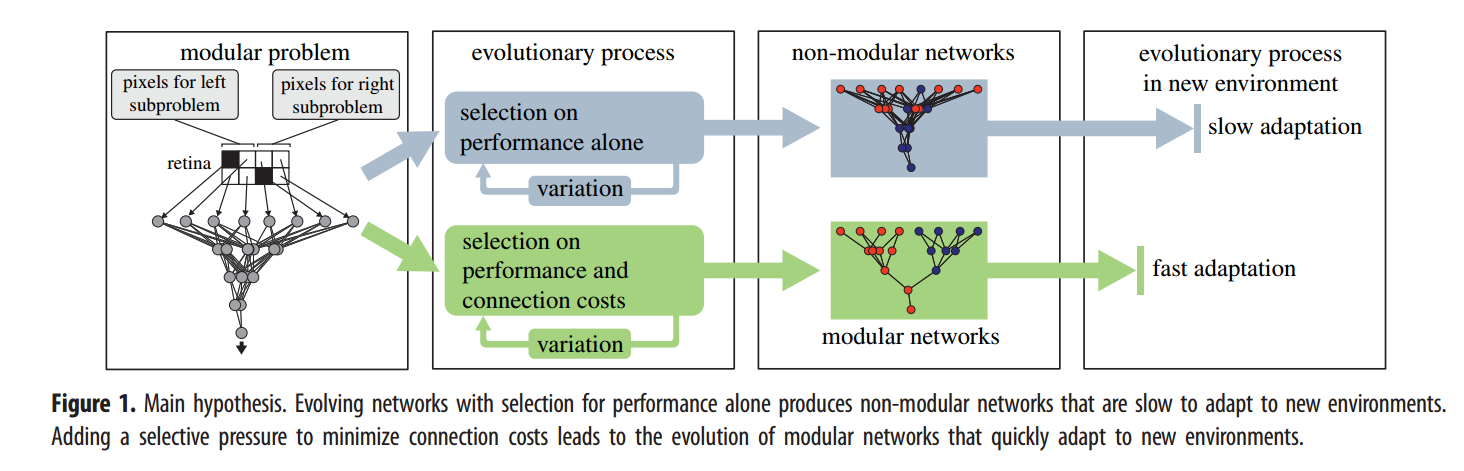 modular problem
pixels for left
subproblem
pixels for right
subproblem
retina
evolutionary process
selection on
performance alone
variation
selection on
performance and
connection costs
variation
non-modular networks
modular networks
evolutionary process
in new environment
slow adaptation
fast adaptation
Figure 1. Main hypothesis. Evolving networks with selection for performance alone produces non-modular networks that are slow to adapt to new environments.
Adding a selective pressure to minimize connection costs leads to the evolution of modular networks that quickly adapt to new environments.